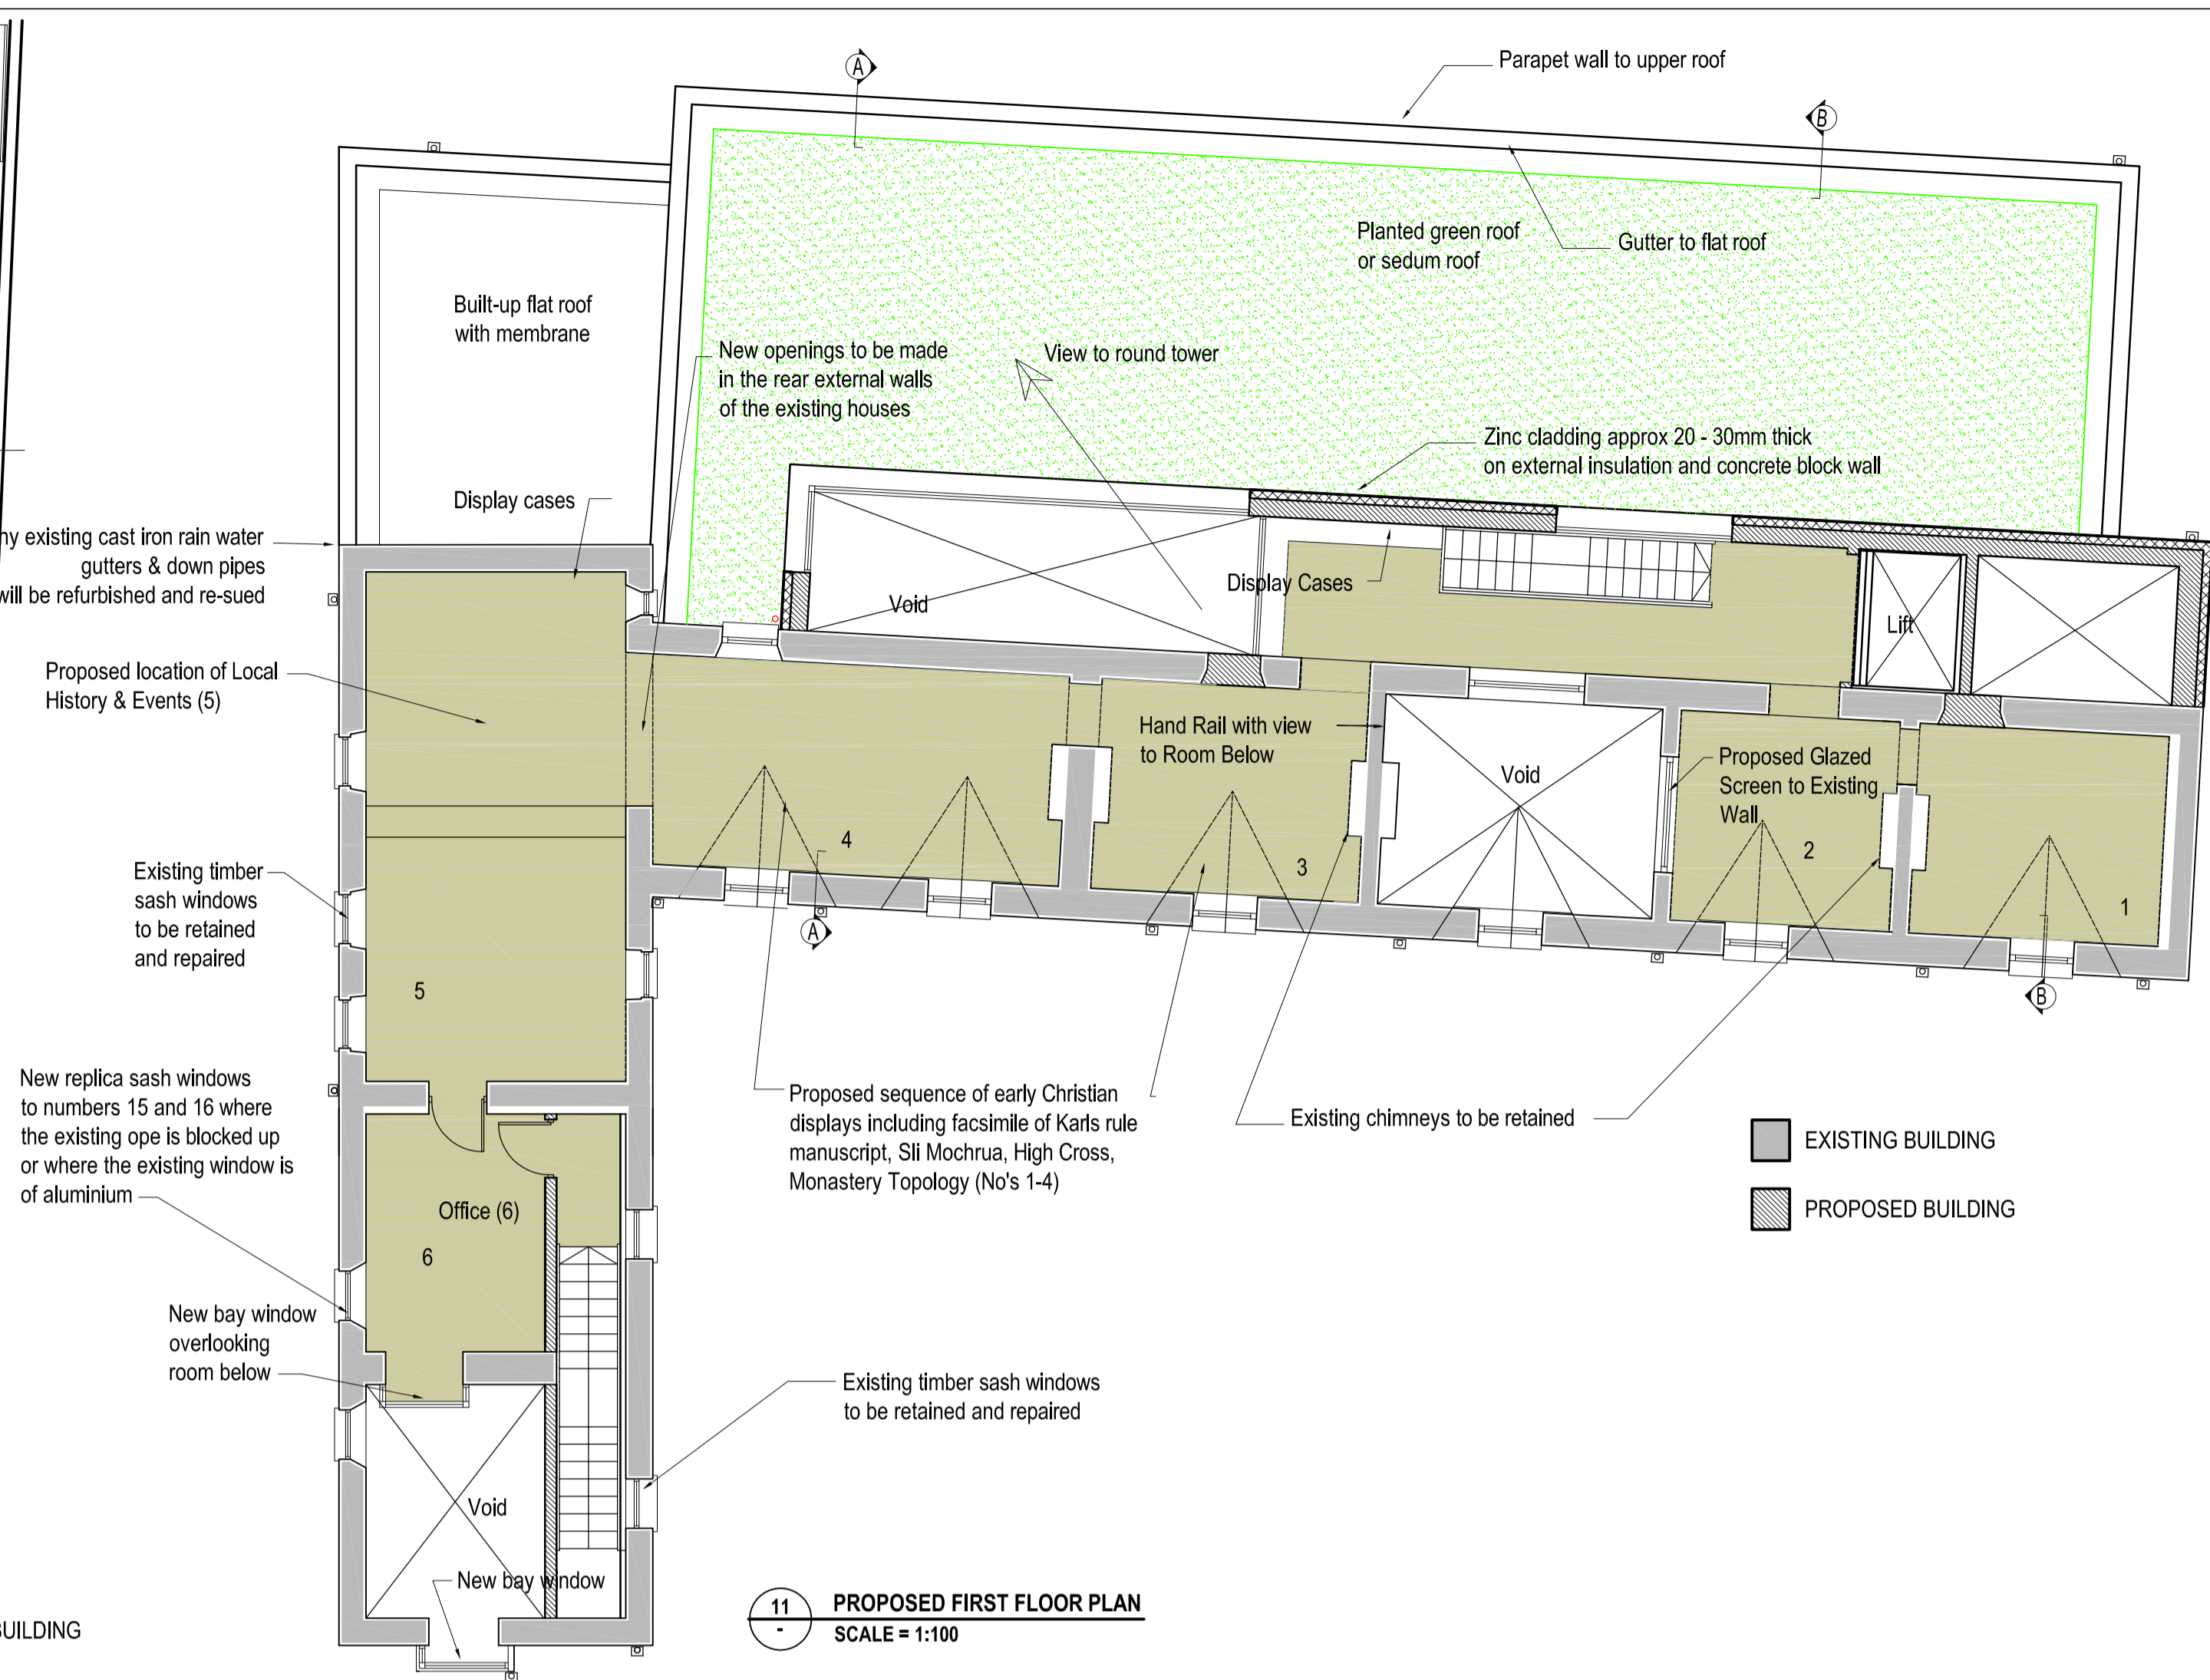 A
Parapet wall to upper roof
B
Planted green roof
or sedum roof
Gutter to flat roof
Built-up flat roof
with membrane
New openings to be made
in the rear external walls
of the existing houses
View to round tower
Zinc cladding approx 20 - 30mm thick
on external insulation and concrete block wall
Display cases
existing cast iron rain water
gutters & down pipes
will be refurbished and re-sued
Display Cases
Void
Lift
Proposed location of Local
History & Events (5)
Hand Rail with view
to Room Below
Void
Proposed Glazed
Screen to Existing
Wall
4
3
2
1
Existing timber
sash windows
to be retained
and repaired
A
B
5
New replica sash windows
to numbers 15 and 16 where
the existing ope is blocked up
or where the existing window is
of aluminium
Proposed sequence of early Christian
displays including facsimile of Karls rule
manuscript, Sli Mochrua, High Cross,
Monastery Topology (No's 1-4)
Existing chimneys to be retained
EXISTING BUILDING
PROPOSED BUILDING
Office (6)
6
New bay window
overlooking
room below
Existing timber sash windows
to be retained and repaired
Void
New bay window
11
-
PROPOSED FIRST FLOOR PLAN
SCALE = 1:100
BUILDING